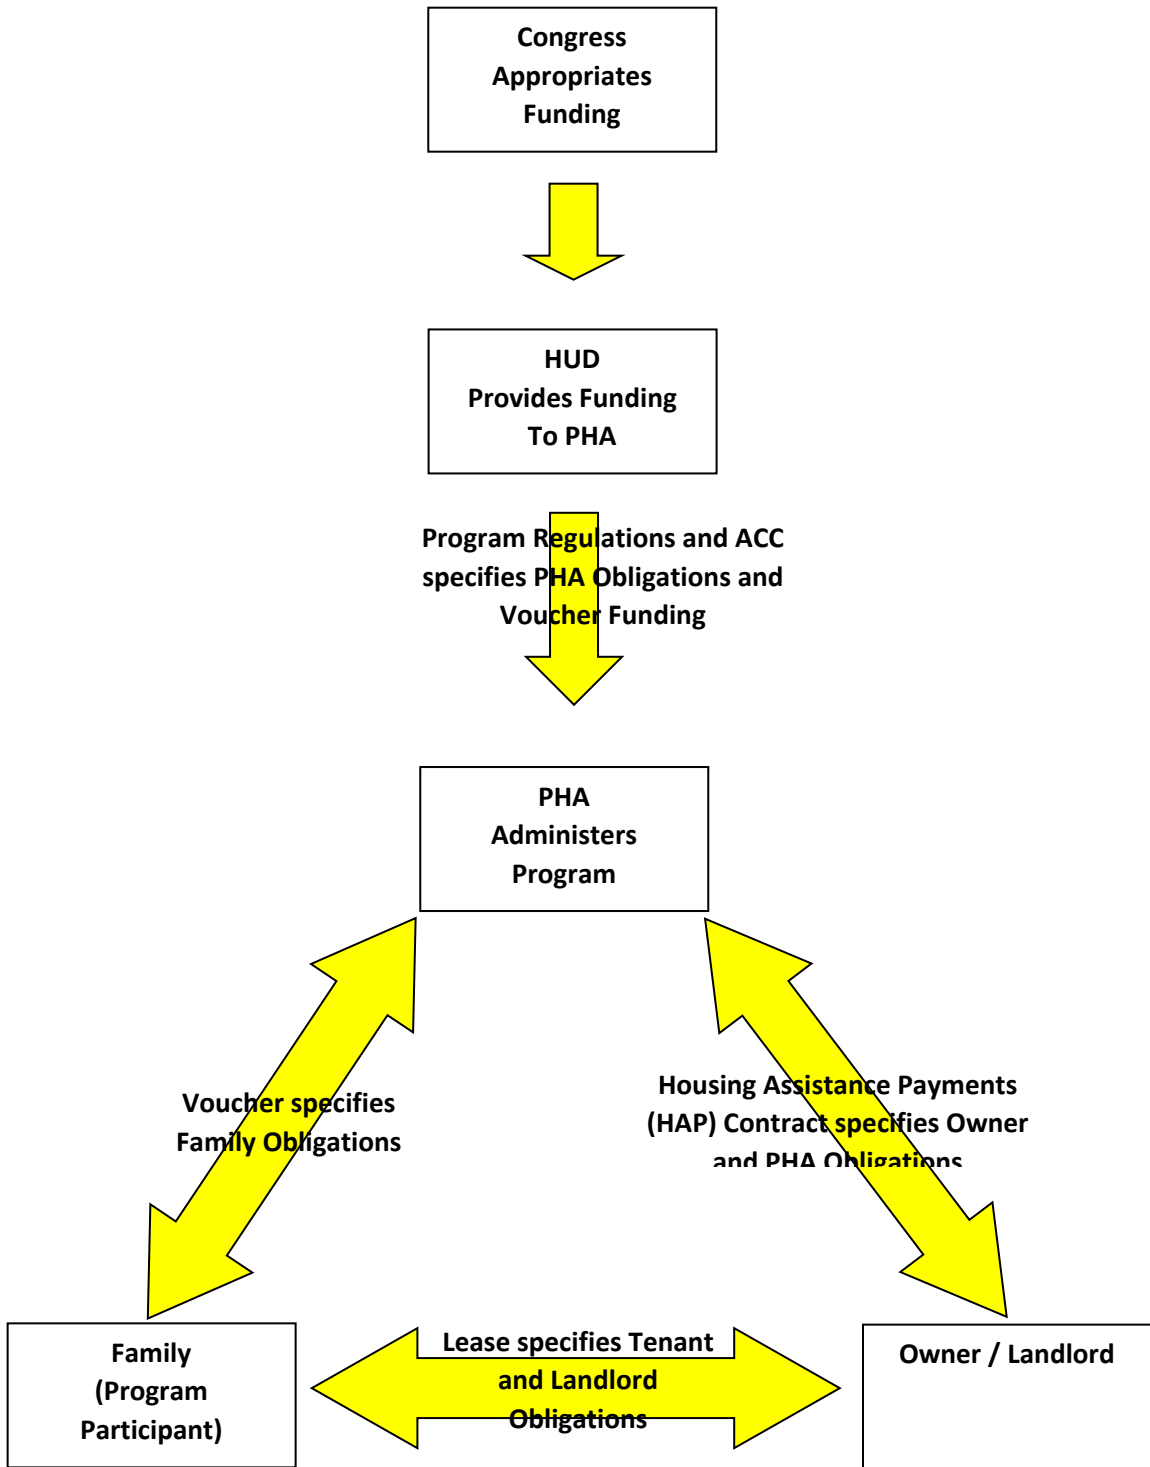 Congress
Appropriates
Funding
HUD
Provides Funding
To PHA
Program Regulations and ACC
specifies PHA Obligations and
Voucher Funding
PHA
Administers
Program
Voucher specifies
Family Obligations
Housing Assistance Payments
(HAP) Contract specifies Owner
and PHA Obligations
Family
(Program
Participant)
Lease specifies Tenant
and Landlord
Obligations
Owner / Landlord